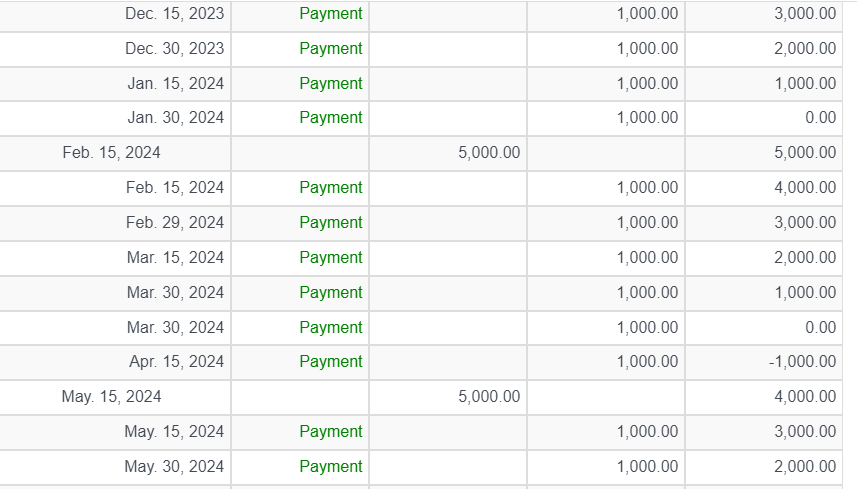 Dec. 15, 2023 Payment 1,000.00 3,000.00
Dec. 30, 2023 Payment 1,000.00 2,000.00
Jan. 15, 2024 Payment 1,000.00 1,000.00
Jan. 30, 2024 Payment 1,000.00 0.00
Feb. 15, 2024 5,000.00 5,000.00
Feb. 15, 2024 Payment 1,000.00 4,000.00
Feb. 29, 2024 Payment 1,000.00 3,000.00
Mar. 15, 2024 Payment 1,000.00 2,000.00
Mar. 30, 2024 Payment 1,000.00 1,000.00
Mar. 30, 2024 Payment 1,000.00 0.00
Apr. 15, 2024 Payment 1,000.00 -1,000.00
May. 15, 2024 5,000.00 4,000.00
May. 15, 2024 Payment 1,000.00 3,000.00
May. 30, 2024 Payment 1,000.00 2,000.00